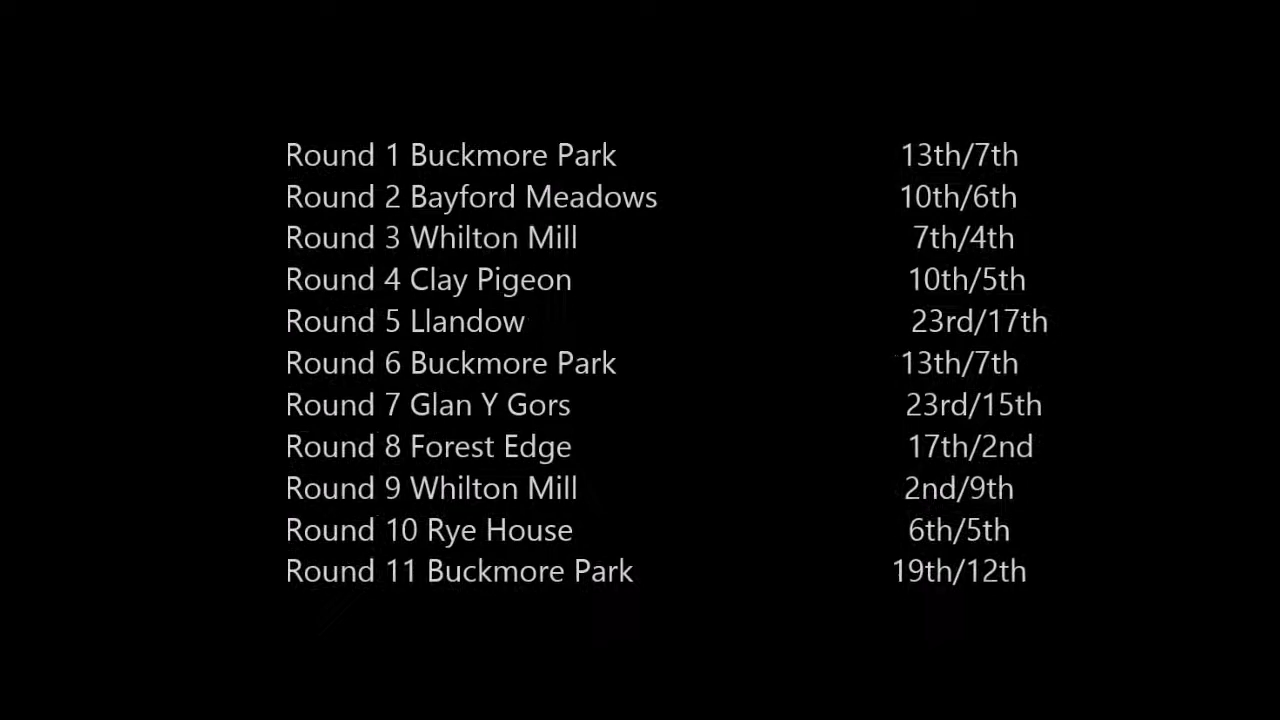 Round 1 Buckmore Park 13th/7th
Round 2 Bayford Meadows 10th/6th
Round 3 Whilton Mill 7th/4th
Round 4 Clay Pigeon 10th/5th
Round 5 Llandow 23rd/17th
Round 6 Buckmore Park 13th/7th
Round 7 Glan Y Gors 23rd/15th
Round 8 Forest Edge 17th/2nd
Round 9 Whilton Mill 2nd/9th
Round 10 Rye House 6th/5th
Round 11 Buckmore Park 19th/12th